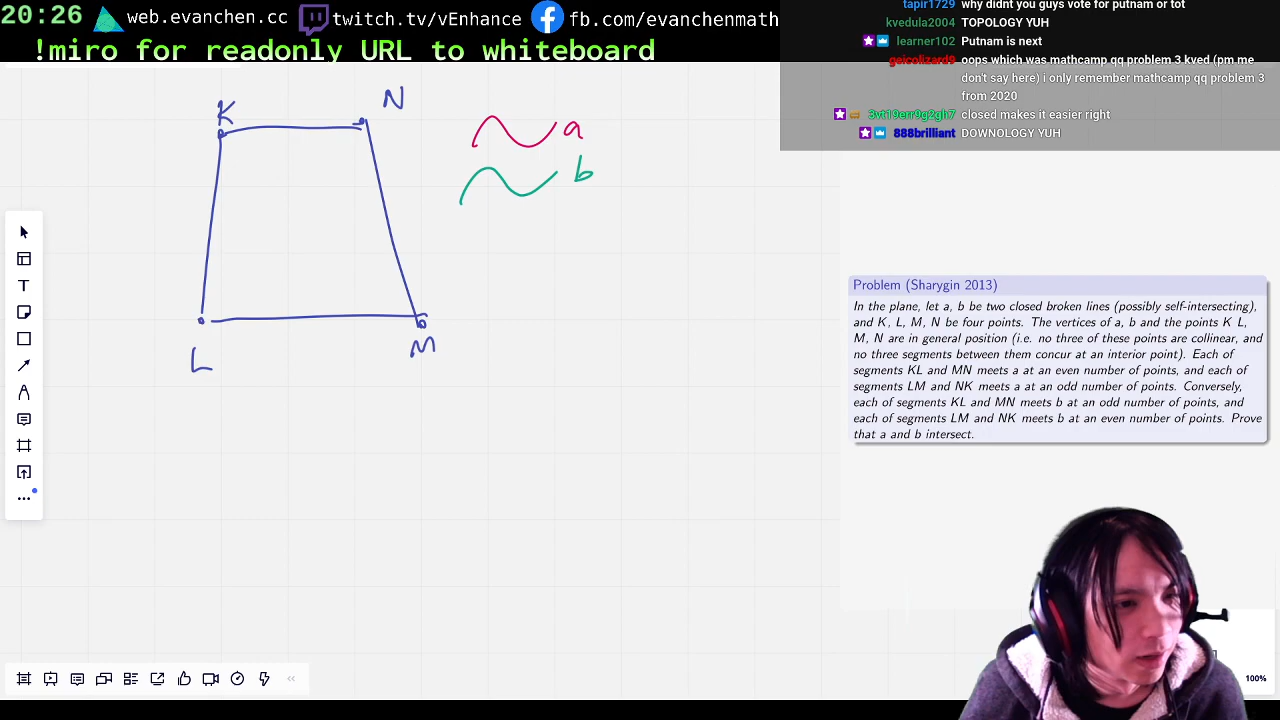 20:26 web.evanchen.cc twitch.tv/vEnhance fb.com/evanchenmath
!miro for readonly URL to whiteboard
tapir1729 why didnt you guys vote for putnam or tot
kvedula2004 TOPOLOGY YUH
learner102 Putnam is next
geicolizard9 oops which was mathcamp qq problem 3 kved (pm me
don't say here) i only remember mathcamp qq problem 3
from 2020
3vt19err9g2gh7 closed makes it easier right
888brilliant DOWNOLOGY YUH
K
N
a
b
L
M
Problem (Sharygin 2013)
In the plane, let a, b be two closed broken lines (possibly self-intersecting),
and K, L, M, N be four points. The vertices of a, b and the points K L,
M, N are in general position (i.e. no three of these points are collinear, and
no three segments between them concur at an interior point). Each of
segments KL and MN meets a at an even number of points, and each of
segments LM and NK meets a at an odd number of points. Conversely,
each of segments KL and MN meets b at an odd number of points, and
each of segments LM and NK meets b at an even number of points. Prove
that a and b intersect.
T
100%